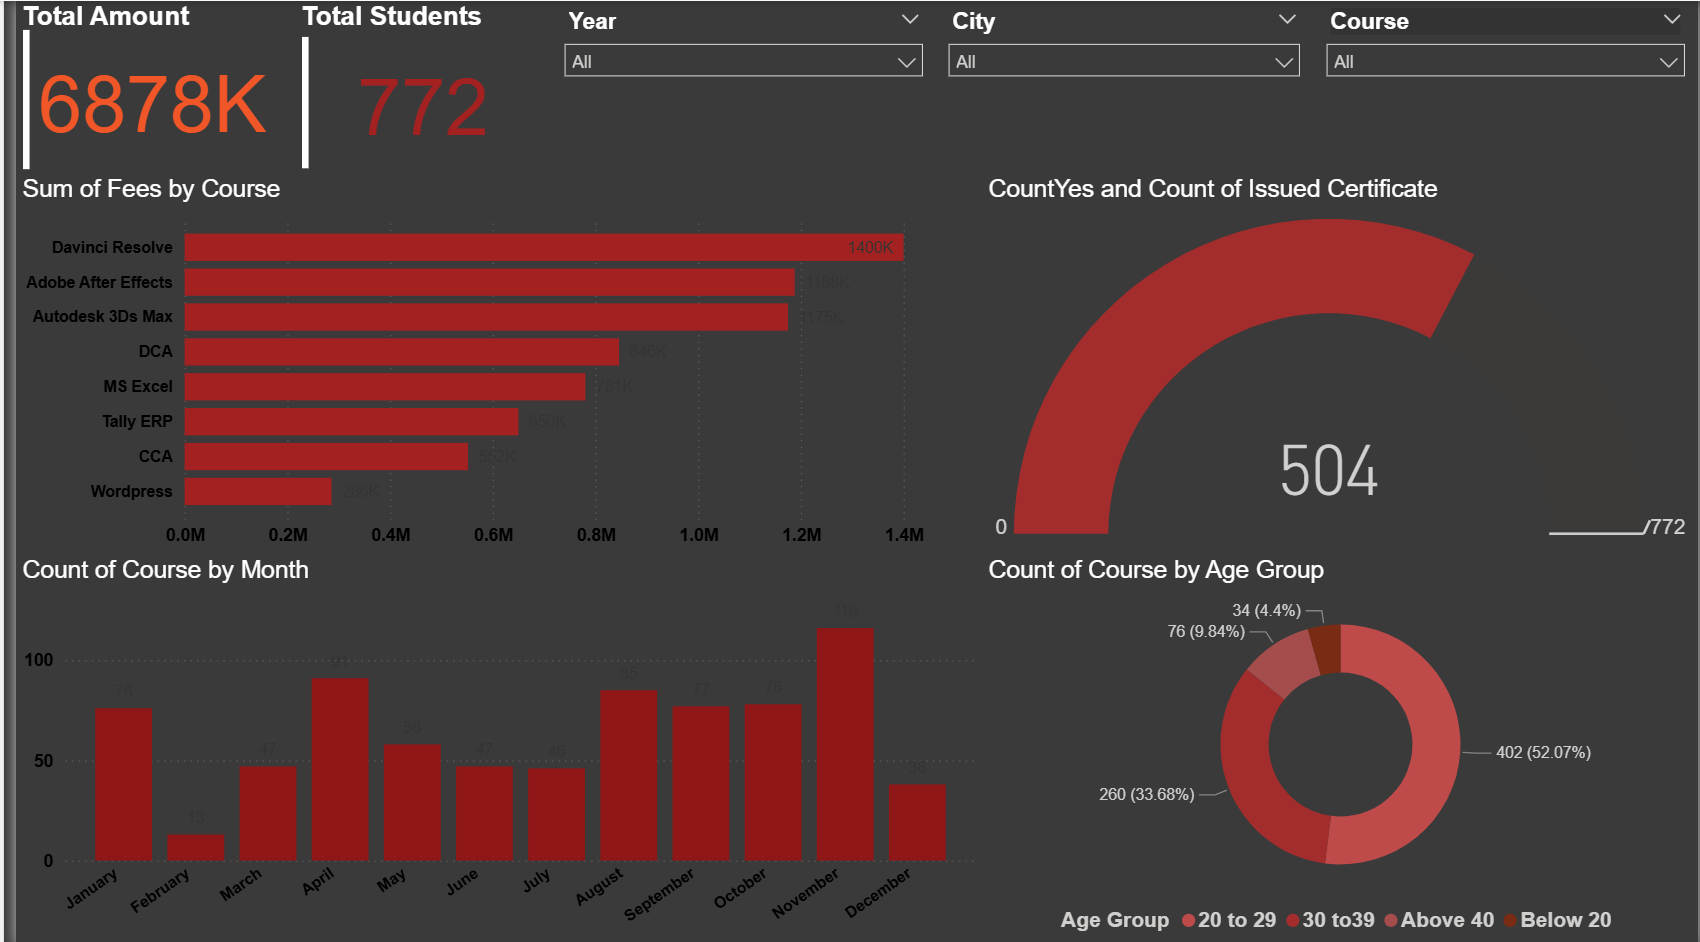 Total Amount
Total Students
Year
City
Course
6878K
772
All
All
All
Sum of Fees by Course
Davinci Resolve
1400K
Adobe After Effects
1188K
Autodesk 3Ds Max
1175K
DCA
846K
MS Excel
781K
Tally ERP
650K
CCA
552K
Wordpress
286K
0.0M 0.2M 0.4M 0.6M 0.8M 1.0M 1.2M 1.4M
CountYes and Count of Issued Certificate
504
0
772
Count of Course by Month
100
50
0
76
13
47
91
58
47
46
85
77
78
116
38
January
February
March
April
May
June
July
August
September
October
November
December
Count of Course by Age Group
34 (4.4%)
76 (9.84%)
402 (52.07%)
260 (33.68%)
Age Group 20 to 29 30 to39 Above 40 Below 20